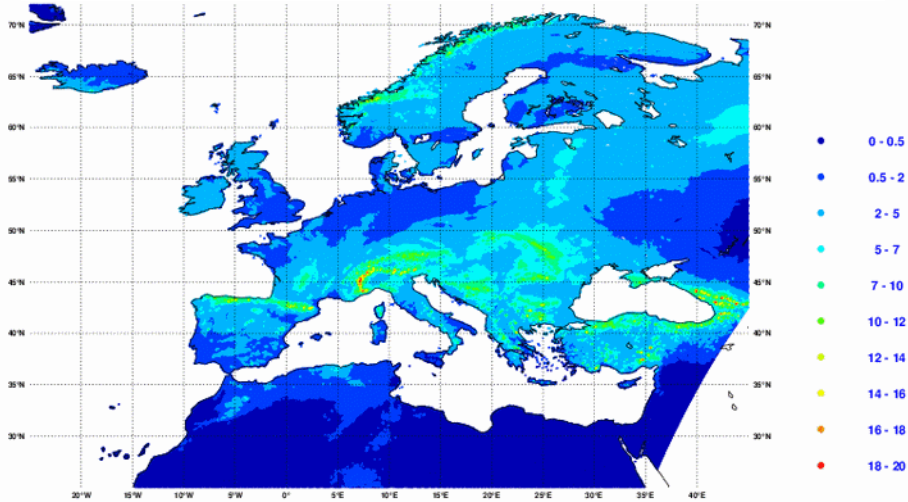 70°N
70°N
65°N
65°N
60°N
60°N
0 - 0.5
55°N
55°N
0.5 - 2
2 - 5
50°N
50°N
5 - 7
45°N
45°N
7 - 10
10 - 12
40°N
40°N
12 - 14
35°N
35°N
14 - 16
16 - 18
30°N
30°N
18 - 20
20°W
15°W
10°W
5°W
0°
5°E
10°E
15°E
20°E
25°E
30°E
35°E
40°E